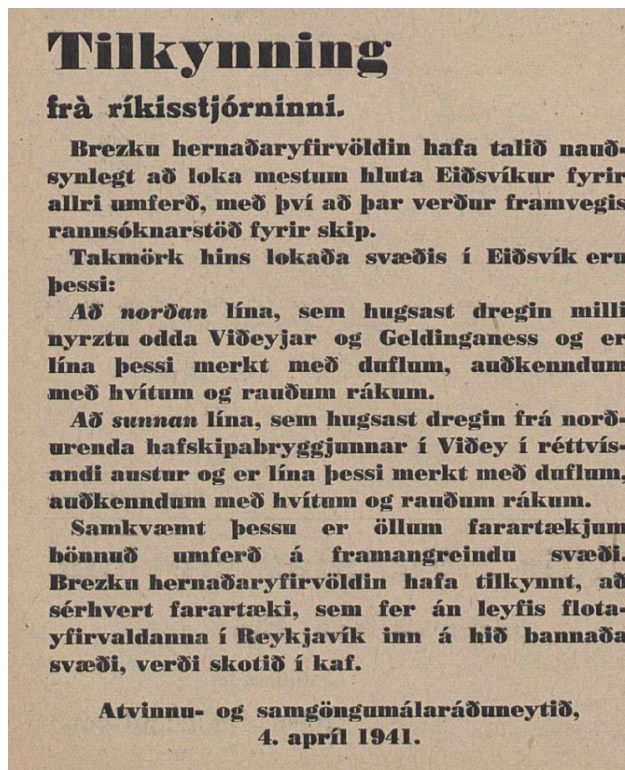 Tilkynning
frà ríkisstjórninni.
Brezku hernaðaryfirvöldin hafa talið nauð-
synlegt að loka mestum hluta Eiðsvíkur fyrir
allri umferð, með því að þar verður framvegis
rannsóknarstöð fyrir skip.
Takmörk hins lokaða svæðis í Eiðsvík eru
þessi:
Að norðan lína, sem hugsast dregin milli
nyrztu odda Viðeyjar og Geldinganess og er
lína þessi merkt með duflum, auðkenndum
með hvítum og rauðum rákum.
Að sunnan lína, sem hugsast dregin frá norð-
urenda hafskipabryggjunnar í Viðey í réttvís-
andi austur og er lína þessi merkt með duflum,
auðkenndum með hvítum og rauðum rákum.
Samkvæmt þessu er öllum farartækjum
bönnuð umferð á framangreindu svæði.
Brezku hernaðaryfirvöldin hafa tilkynnt, að
sérhvert farartæki, sem fer án leyfis flota-
yfirvaldanna í Reykjavík inn á hið bannaða
svæði, verði skotið í kaf.
Atvinnu- og samgöngumálaráðuneytið,
4. apríl 1941.